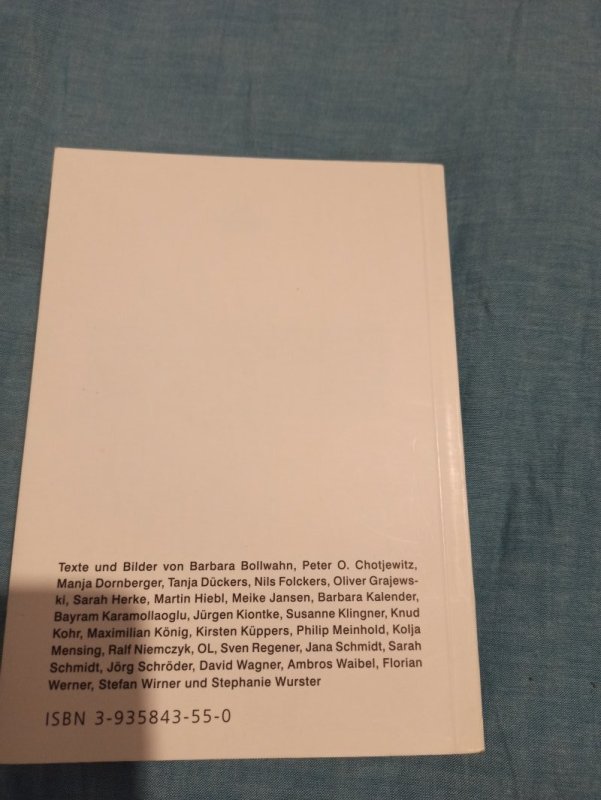 Texte und Bilder von Barbara Bollwahn, Peter O. Chotjewitz,
Manja Dornberger, Tanja Dückers, Nils Folckers, Oliver Grajews-
ki, Sarah Herke, Martin Hiebl, Meike Jansen, Barbara Kalender,
Bayram Karamollaoglu, Jürgen Kiontke, Susanne Klingner, Knud
Kohr, Maximilian König, Kirsten Küppers, Philip Meinhold, Kolja
Mensing, Ralf Niemczyk, OL, Sven Regener, Jana Schmidt, Sarah
Schmidt, Jörg Schröder, David Wagner, Ambros Waibel, Florian
Werner, Stefan Wirner und Stephanie Wurster
ISBN 3-935843-55-0